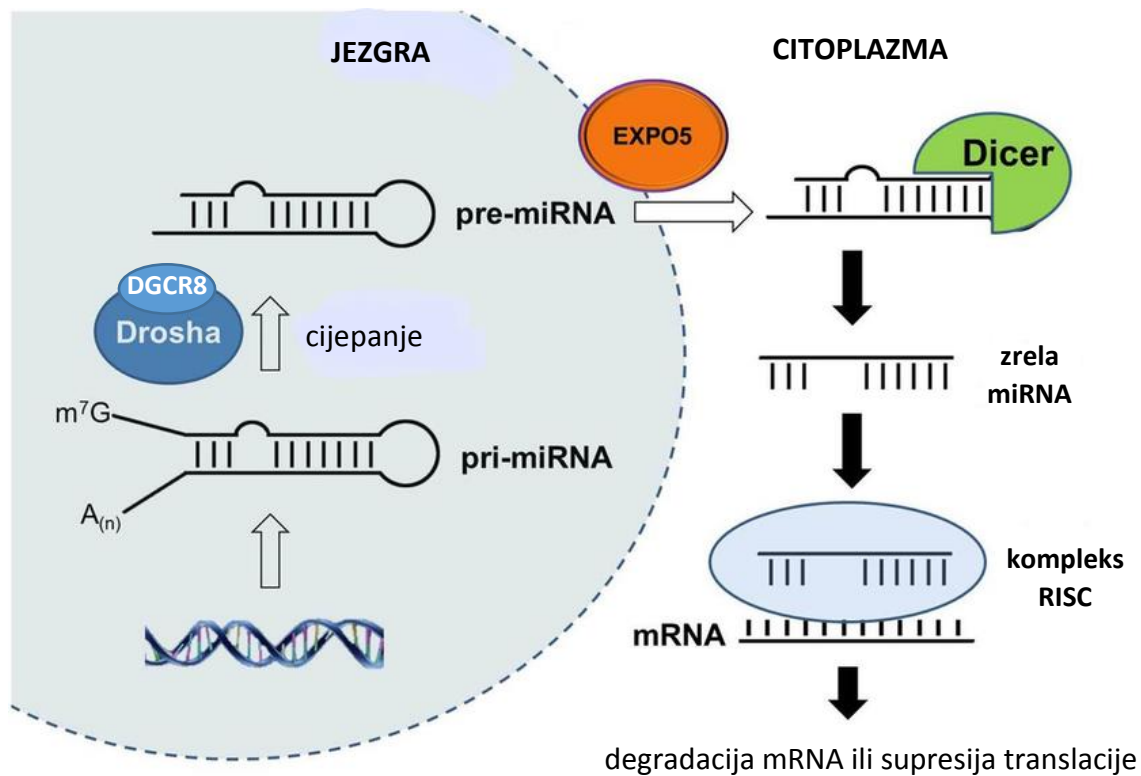 JEZGRA
CITOPLAZMA
EXPO5
Dicer
pre-miRNA
DGCR8
Drosha
cijepanje
zrela
miRNA
m⁷G
pri-miRNA
A(n)
kompleks
RISC
mRNA
degradacija mRNA ili supresija translacije